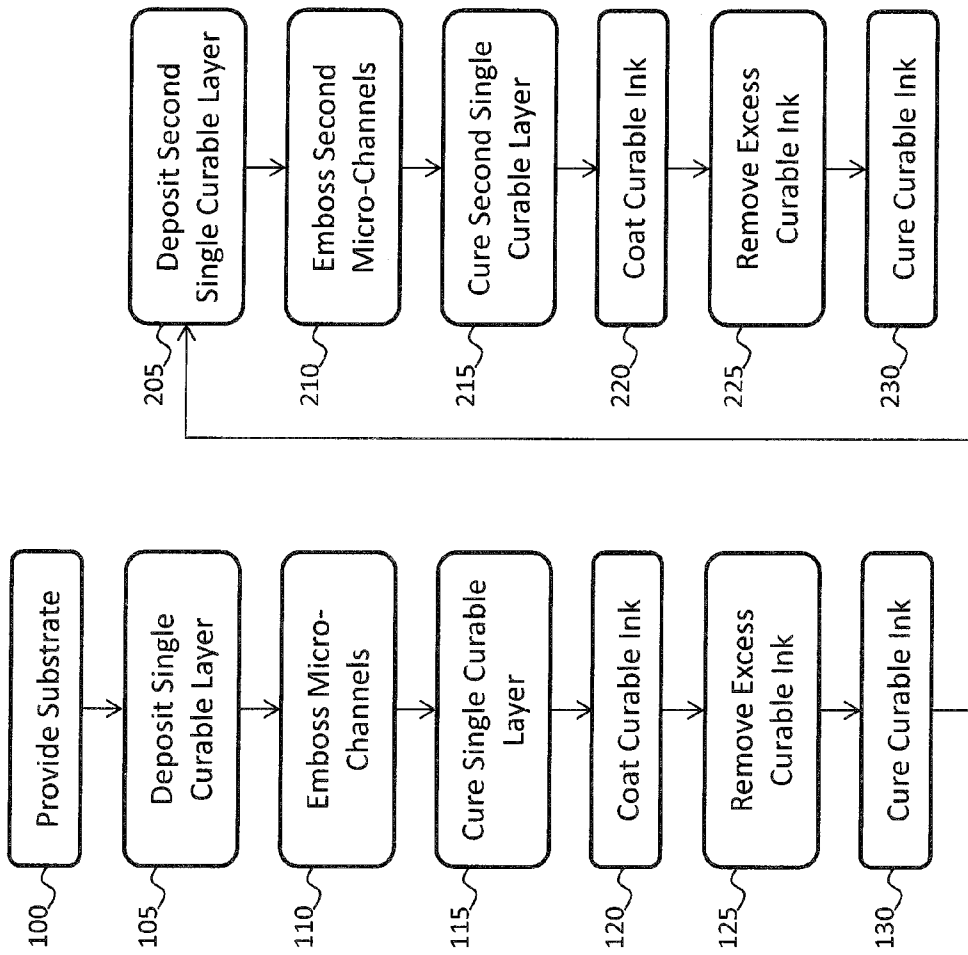 100
Provide Substrate
105
Deposit Single
Curable Layer
110
Emboss Micro-
Channels
115
Cure Single Curable
Layer
120
Coat Curable Ink
125
Remove Excess
Curable Ink
130
Cure Curable Ink
205
Deposit Second
Single Curable Layer
210
Emboss Second
Micro-Channels
215
Cure Second Single
Curable Layer
220
Coat Curable Ink
225
Remove Excess
Curable Ink
230
Cure Curable Ink